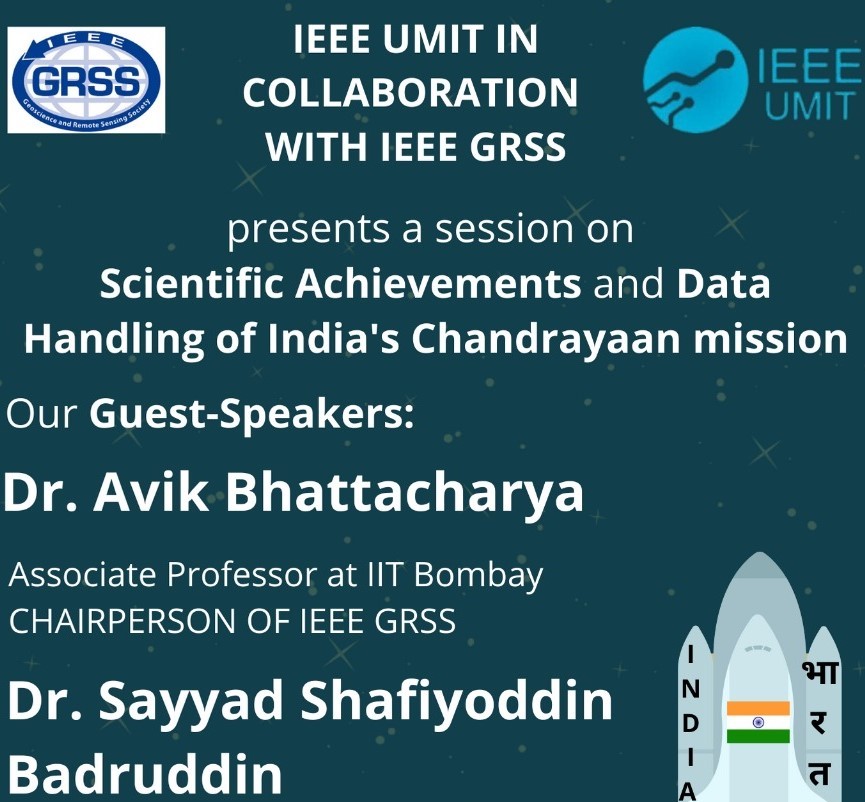 IEEE
GRSS
Geoscience and Remote Sensing Society
IEEE UMIT IN
COLLABORATION
WITH IEEE GRSS
IEEE
UMIT
presents a session on
Scientific Achievements and Data
Handling of India's Chandrayaan mission
Our Guest-Speakers:
Dr. Avik Bhattacharya
Associate Professor at IIT Bombay
CHAIRPERSON OF IEEE GRSS
Dr. Sayyad Shafiyoddin
Badruddin
INDIA
भारत